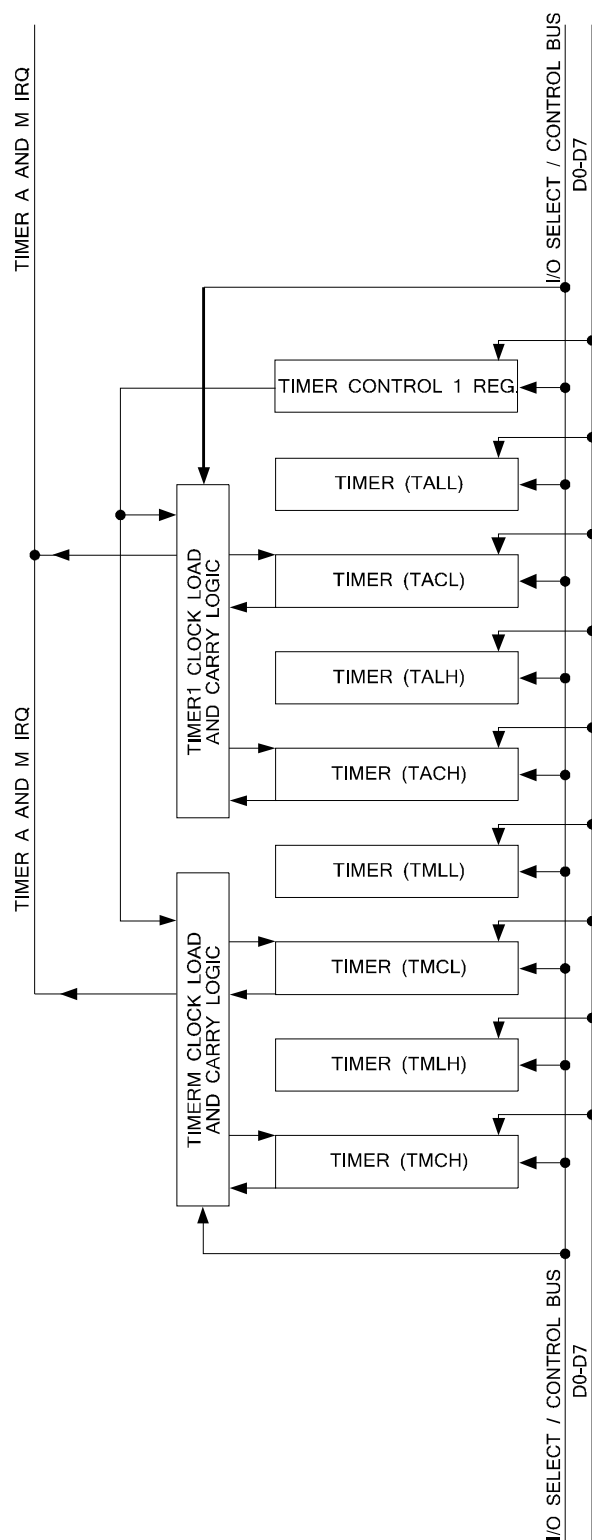 TIMER A AND M IRQ
I/O SELECT / CONTROL BUS
D0-D7
TIMER CONTROL 1 REG.
TIMER (TALL)
TIMER1 CLOCK LOAD
AND CARRY LOGIC
TIMER (TACL)
TIMER (TALH)
TIMER (TACH)
TIMER A AND M IRQ
TIMER (TMLL)
TIMERM CLOCK LOAD
AND CARRY LOGIC
TIMER (TMCL)
TIMER (TMLH)
TIMER (TMCH)
I/O SELECT / CONTROL BUS
D0-D7